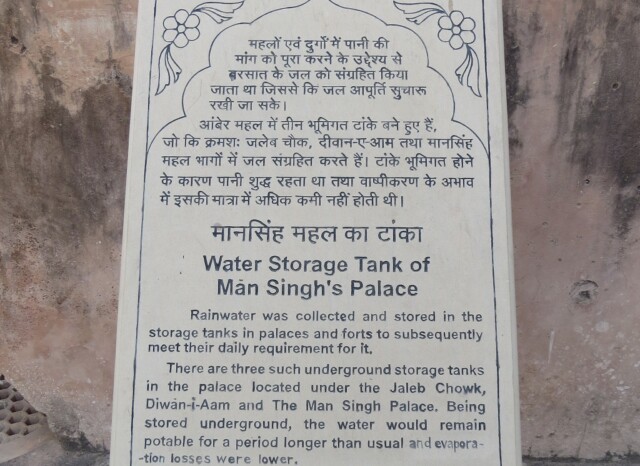 महलों एवं दुर्गों में पानी की
मांग को पूरा करने के उद्देश्य से
बरसात के जल को संग्रहित किया
जाता था जिससे कि जल आपूर्ति सुचारू
रखी जा सके।
आंबेर महल में तीन भूमिगत टांके बने हुए हैं,
जो कि क्रमशः जलेब चौक, दीवान-ए-आम तथा मानसिंह
महल भागों में जल संग्रहित करते हैं। टांके भूमिगत होने
के कारण पानी शुद्ध रहता था तथा वाष्पीकरण के अभाव
में इसकी मात्रा में अधिक कमी नहीं होती थी।
मानसिंह महल का टांका
Water Storage Tank of
Mān Singh's Palace
Rainwater was collected and stored in the
storage tanks in palaces and forts to subsequently
meet their daily requirement for it.
There are three such underground storage tanks
in the palace located under the Jaleb Chowk,
Diwān-i-Aam and The Man Singh Palace. Being
stored underground, the water would remain
potable for a period longer than usual and evapora-
-tion losses were lower.